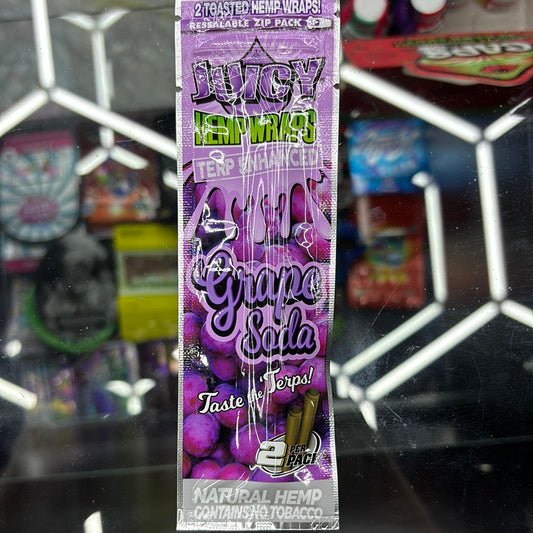 2 TOASTED HEMP WRAPS!
RESEALABLE ZIP PACK
JUICY
HEMP WRAPS
TERP ENHANCED
Grape
Soda
Taste the Terps!
2 PER
PACK
NATURAL HEMP
CONTAINS NO TOBACCO